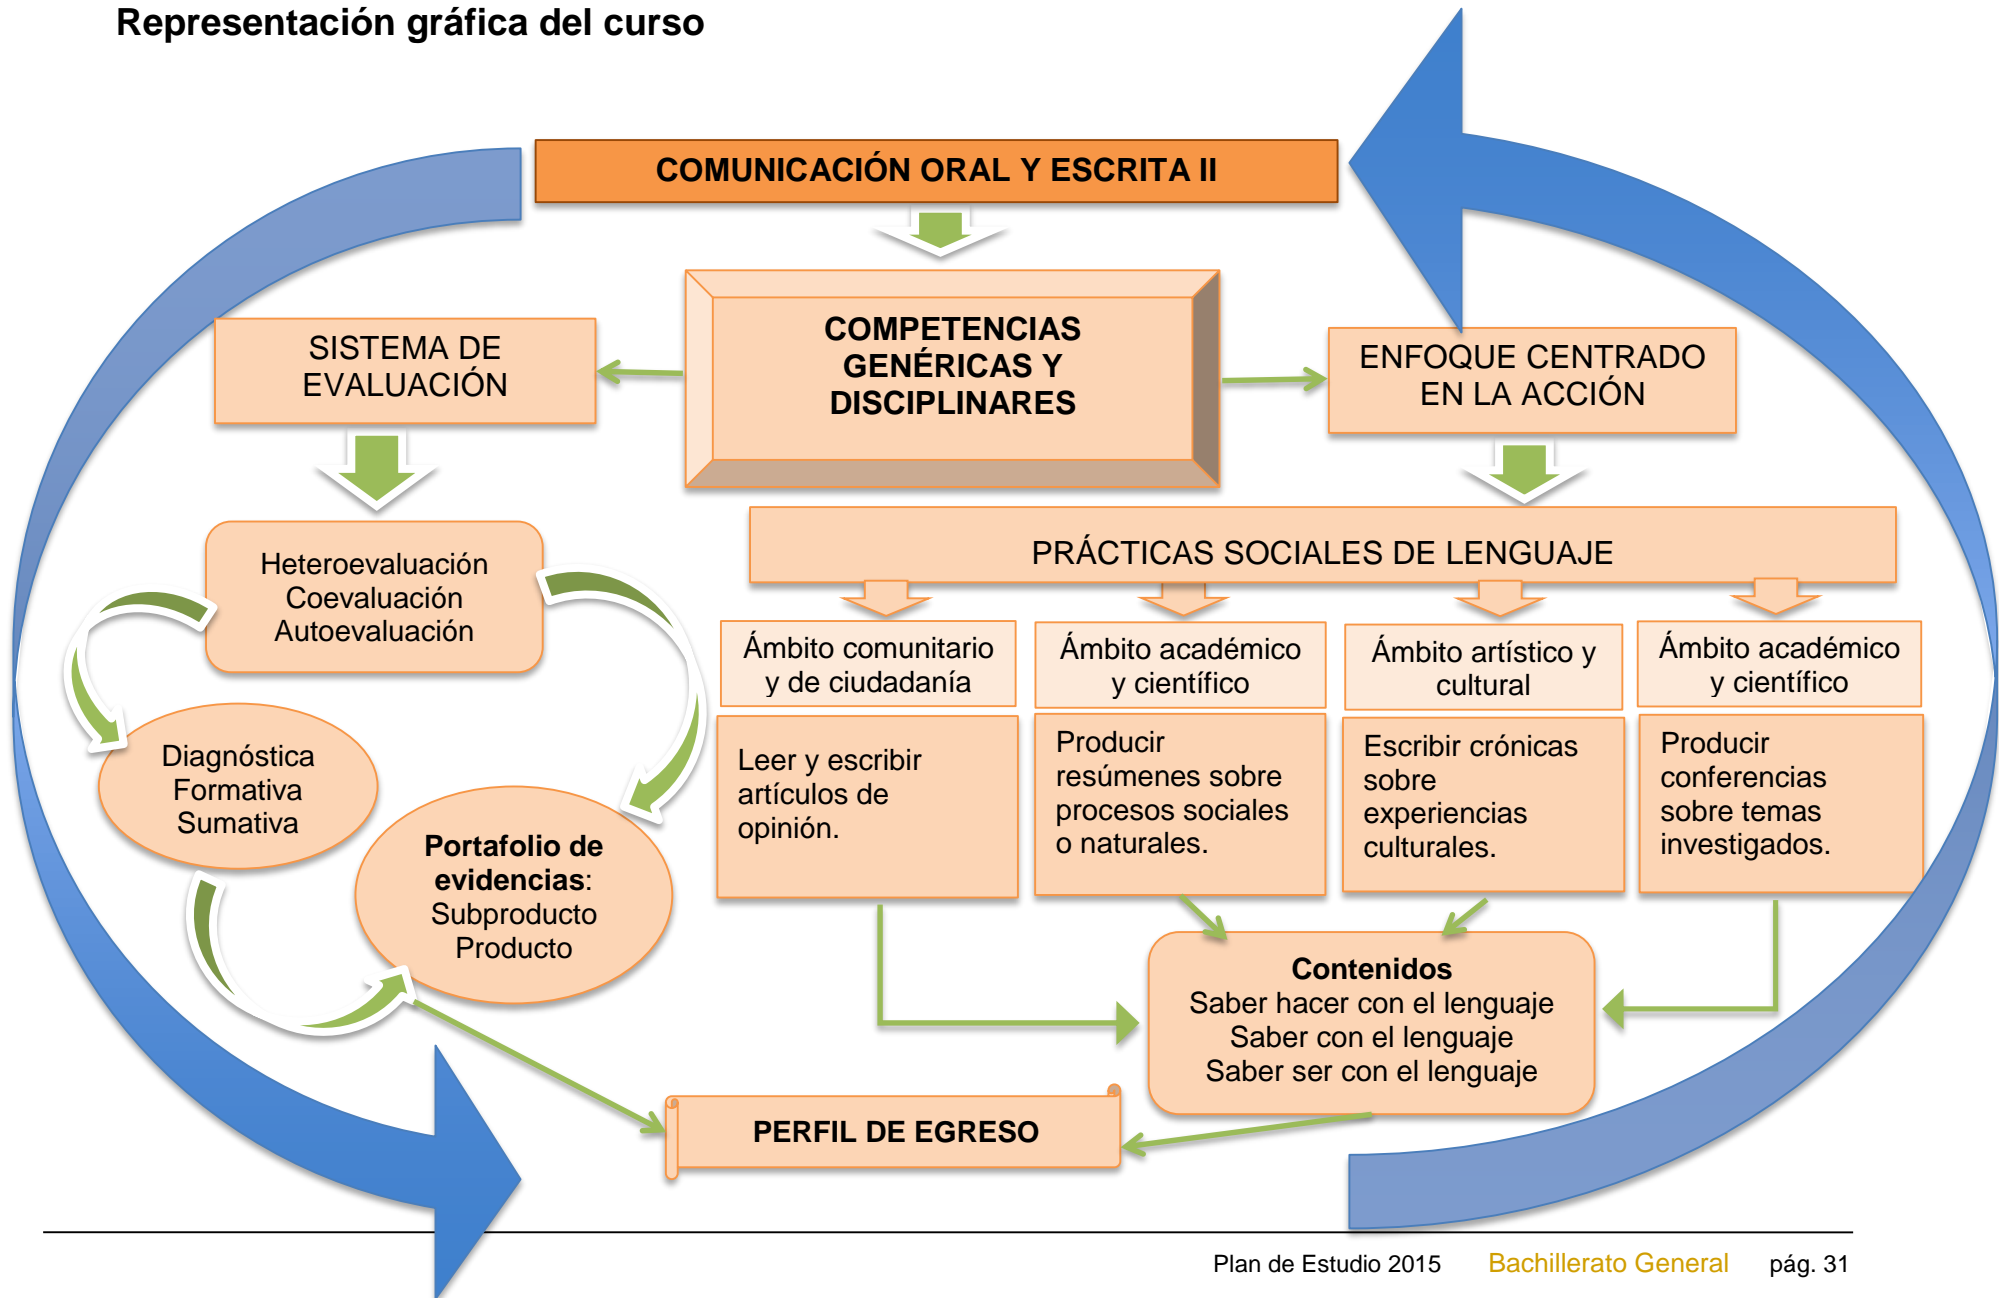 Representación gráfica del curso
COMUNICACIÓN ORAL Y ESCRITA II
COMPETENCIAS
GENÉRICAS Y
DISCIPLINARES
SISTEMA DE
EVALUACIÓN
ENFOQUE CENTRADO
EN LA ACCIÓN
Heteroevaluación
Coevaluación
Autoevaluación
Diagnóstica
Formativa
Sumativa
Portafolio de
evidencias:
Subproducto
Producto
PRÁCTICAS SOCIALES DE LENGUAJE
Ámbito comunitario
y de ciudadanía
Leer y escribir
artículos de
opinión.
Ámbito académico
y científico
Producir
resúmenes sobre
procesos sociales
o naturales.
Ámbito artístico y
cultural
Escribir crónicas
sobre
experiencias
culturales.
Ámbito académico
y científico
Producir
conferencias
sobre temas
investigados.
Contenidos
Saber hacer con el lenguaje
Saber con el lenguaje
Saber ser con el lenguaje
PERFIL DE EGRESO
Plan de Estudio 2015 Bachillerato General pág. 31